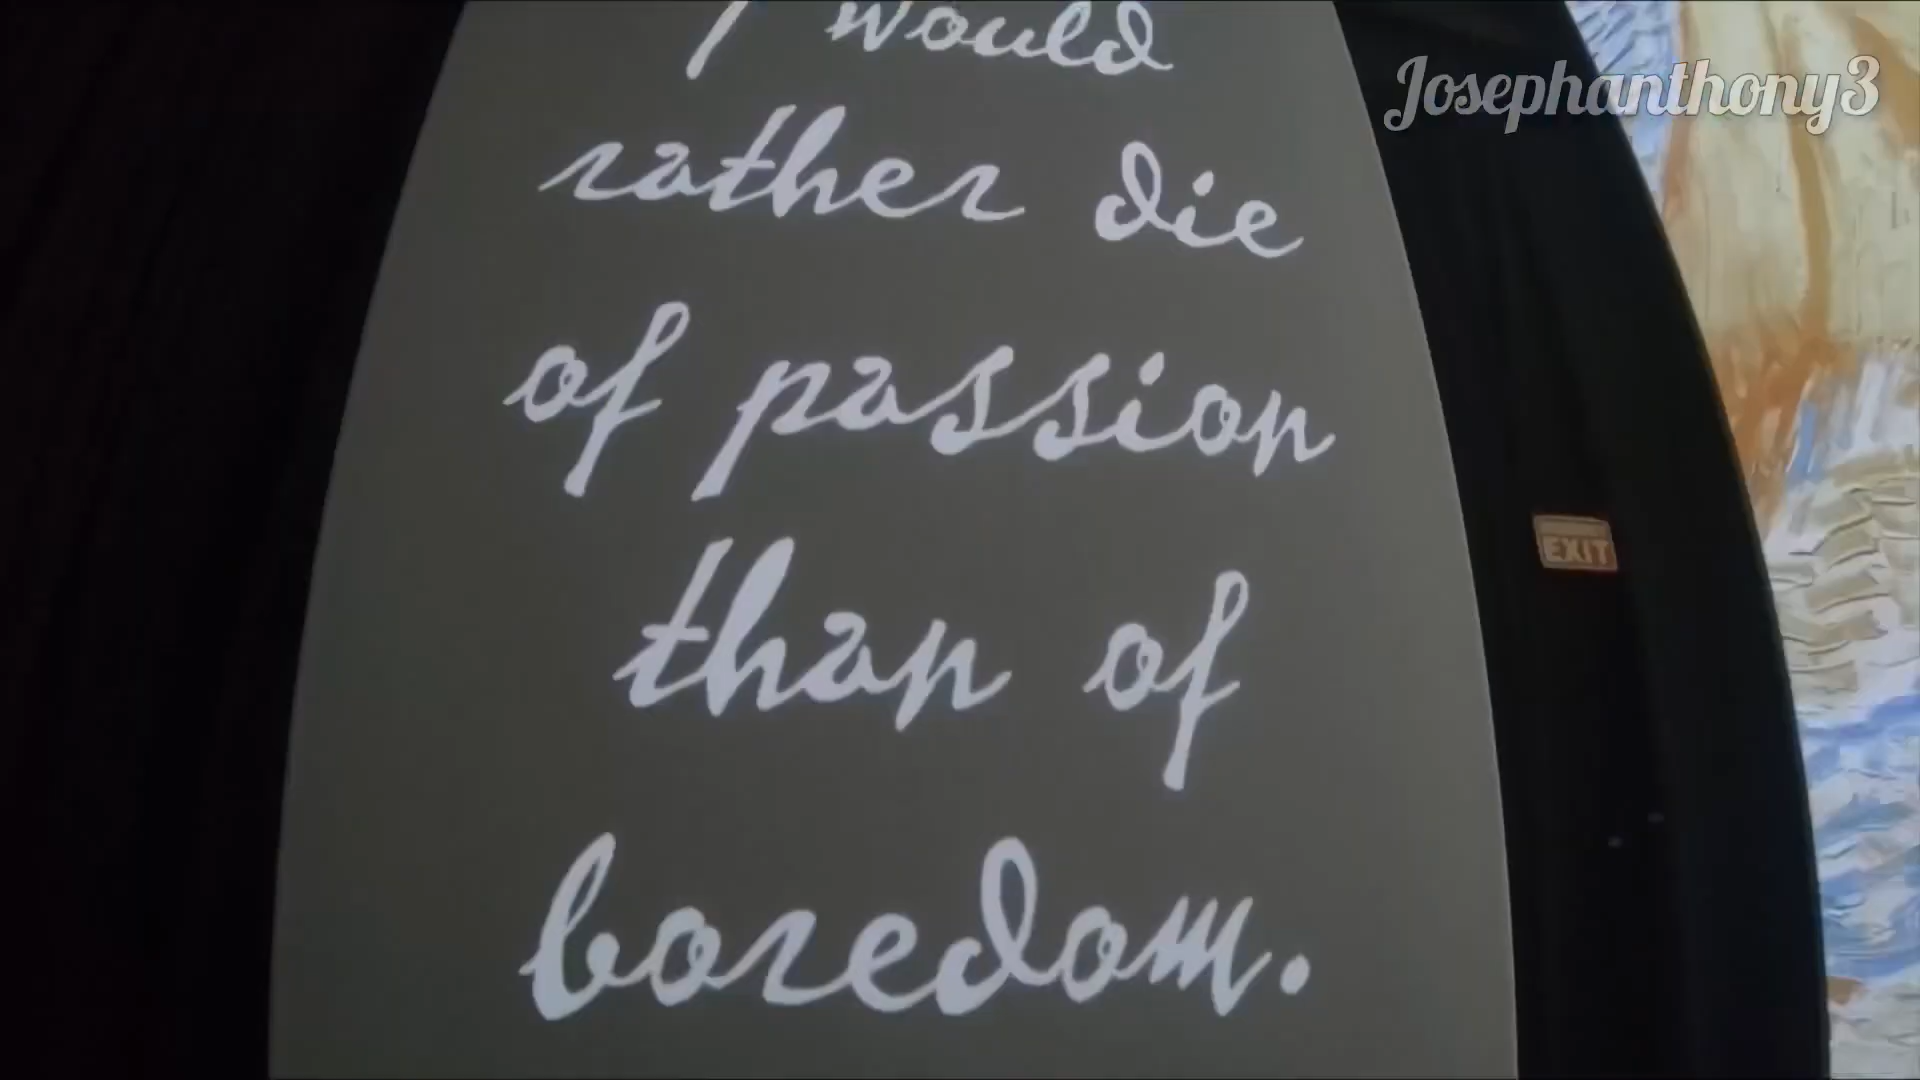 I would
rather die
of passion
than of
boredom.
Josephanthony3
EXIT